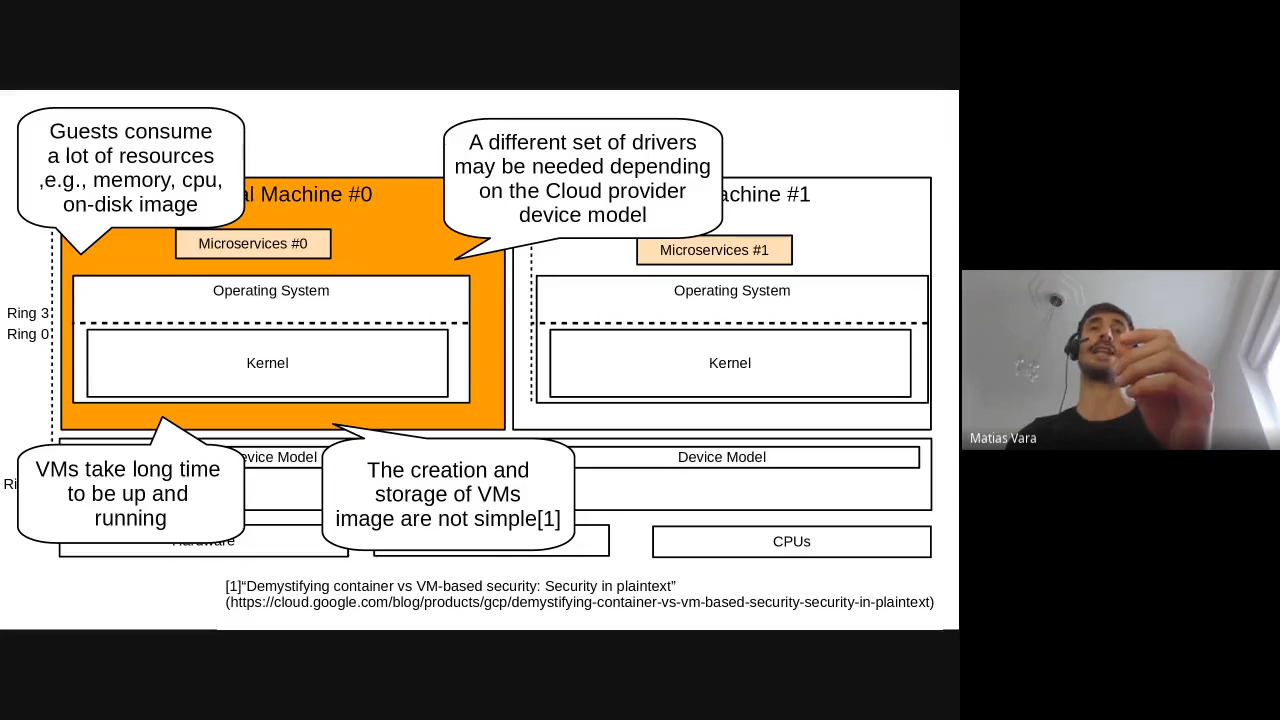 Guests consume
a lot of resources
,e.g., memory, cpu,
on-disk image
A different set of drivers
may be needed depending
on the Cloud provider
device model
al Machine #0
achine #1
Microservices #0
Microservices #1
Operating System
Operating System
Ring 3
Ring 0
Kernel
Kernel
VMs take long time
to be up and
running
evice Model
The creation and
storage of VMs
image are not simple[1]
Device Model
Ri
Hardware
CPUs
[1]“Demystifying container vs VM-based security: Security in plaintext”
(https://cloud.google.com/blog/products/gcp/demystifying-container-vs-vm-based-security-security-in-plaintext)
Matias Vara